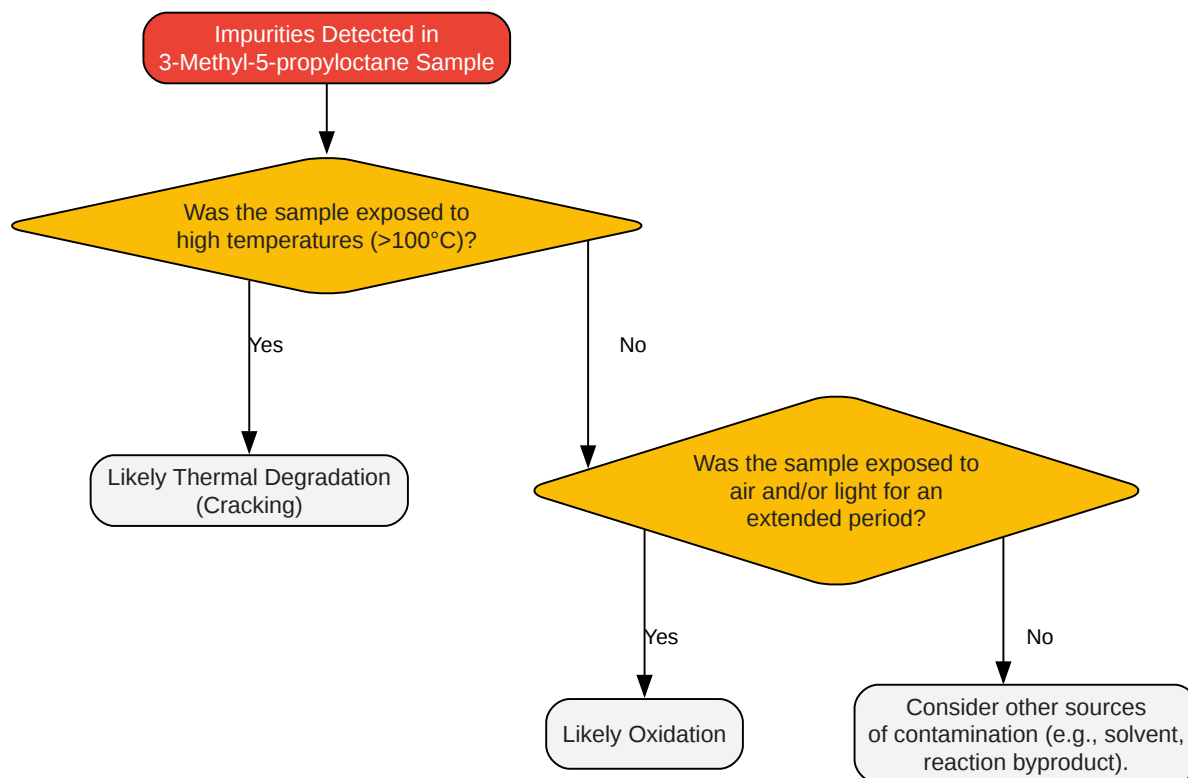 Impurities Detected in
3-Methyl-5-propyloctane Sample
Was the sample exposed to
high temperatures (>100°C)?
Yes
No
Likely Thermal Degradation
(Cracking)
Was the sample exposed to
air and/or light for an
extended period?
Yes
No
Likely Oxidation
Consider other sources
of contamination (e.g., solvent,
reaction byproduct).